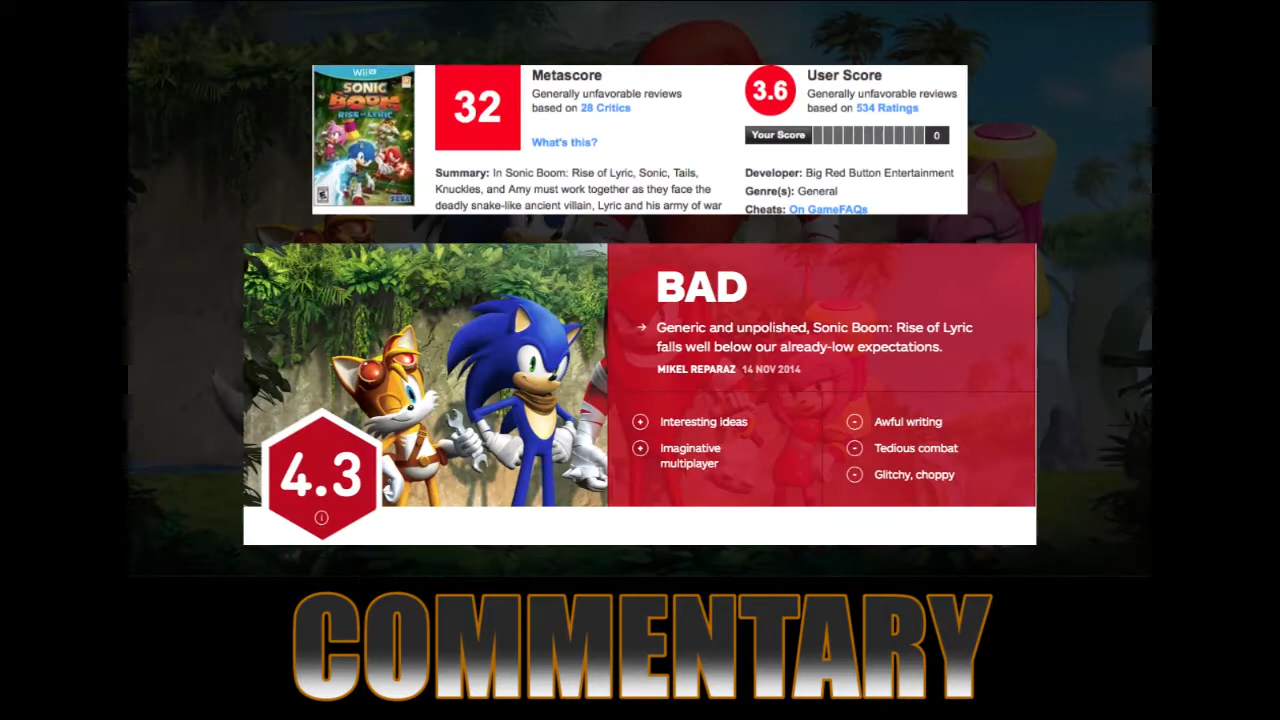 Wii U
SONIC
BOOM
RISE OF LYRIC
SEGA
32
Metascore
Generally unfavorable reviews
based on 28 Critics
What's this?
Summary: In Sonic Boom: Rise of Lyric, Sonic, Tails,
Knuckles, and Amy must work together as they face the
deadly snake-like ancient villain, Lyric and his army of war
3.6
User Score
Generally unfavorable reviews
based on 534 Ratings
Your Score
0
Developer: Big Red Button Entertainment
Genre(s): General
Cheats: On GameFAQs
4.3
BAD
→ Generic and unpolished, Sonic Boom: Rise of Lyric
falls well below our already-low expectations.
MIKEL REPARAZ 14 NOV 2014
+ Interesting ideas
+ Imaginative
multiplayer
- Awful writing
- Tedious combat
- Glitchy, choppy
COMMENTARY